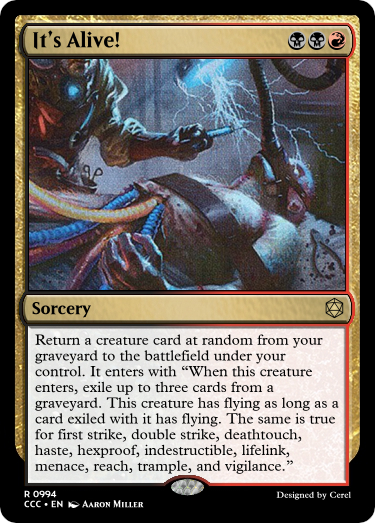 It's Alive!
Sorcery
Return a creature card at random from your
graveyard to the battlefield under your
control. It enters with “When this creature
enters, exile up to three cards from a
graveyard. This creature has flying as long as a
card exiled with it has flying. The same is true
for first strike, double strike, deathtouch,
haste, hexproof, indestructible, lifelink,
menace, reach, trample, and vigilance.”
R 0994
CCC • EN Aaron Miller
Designed by Cerel